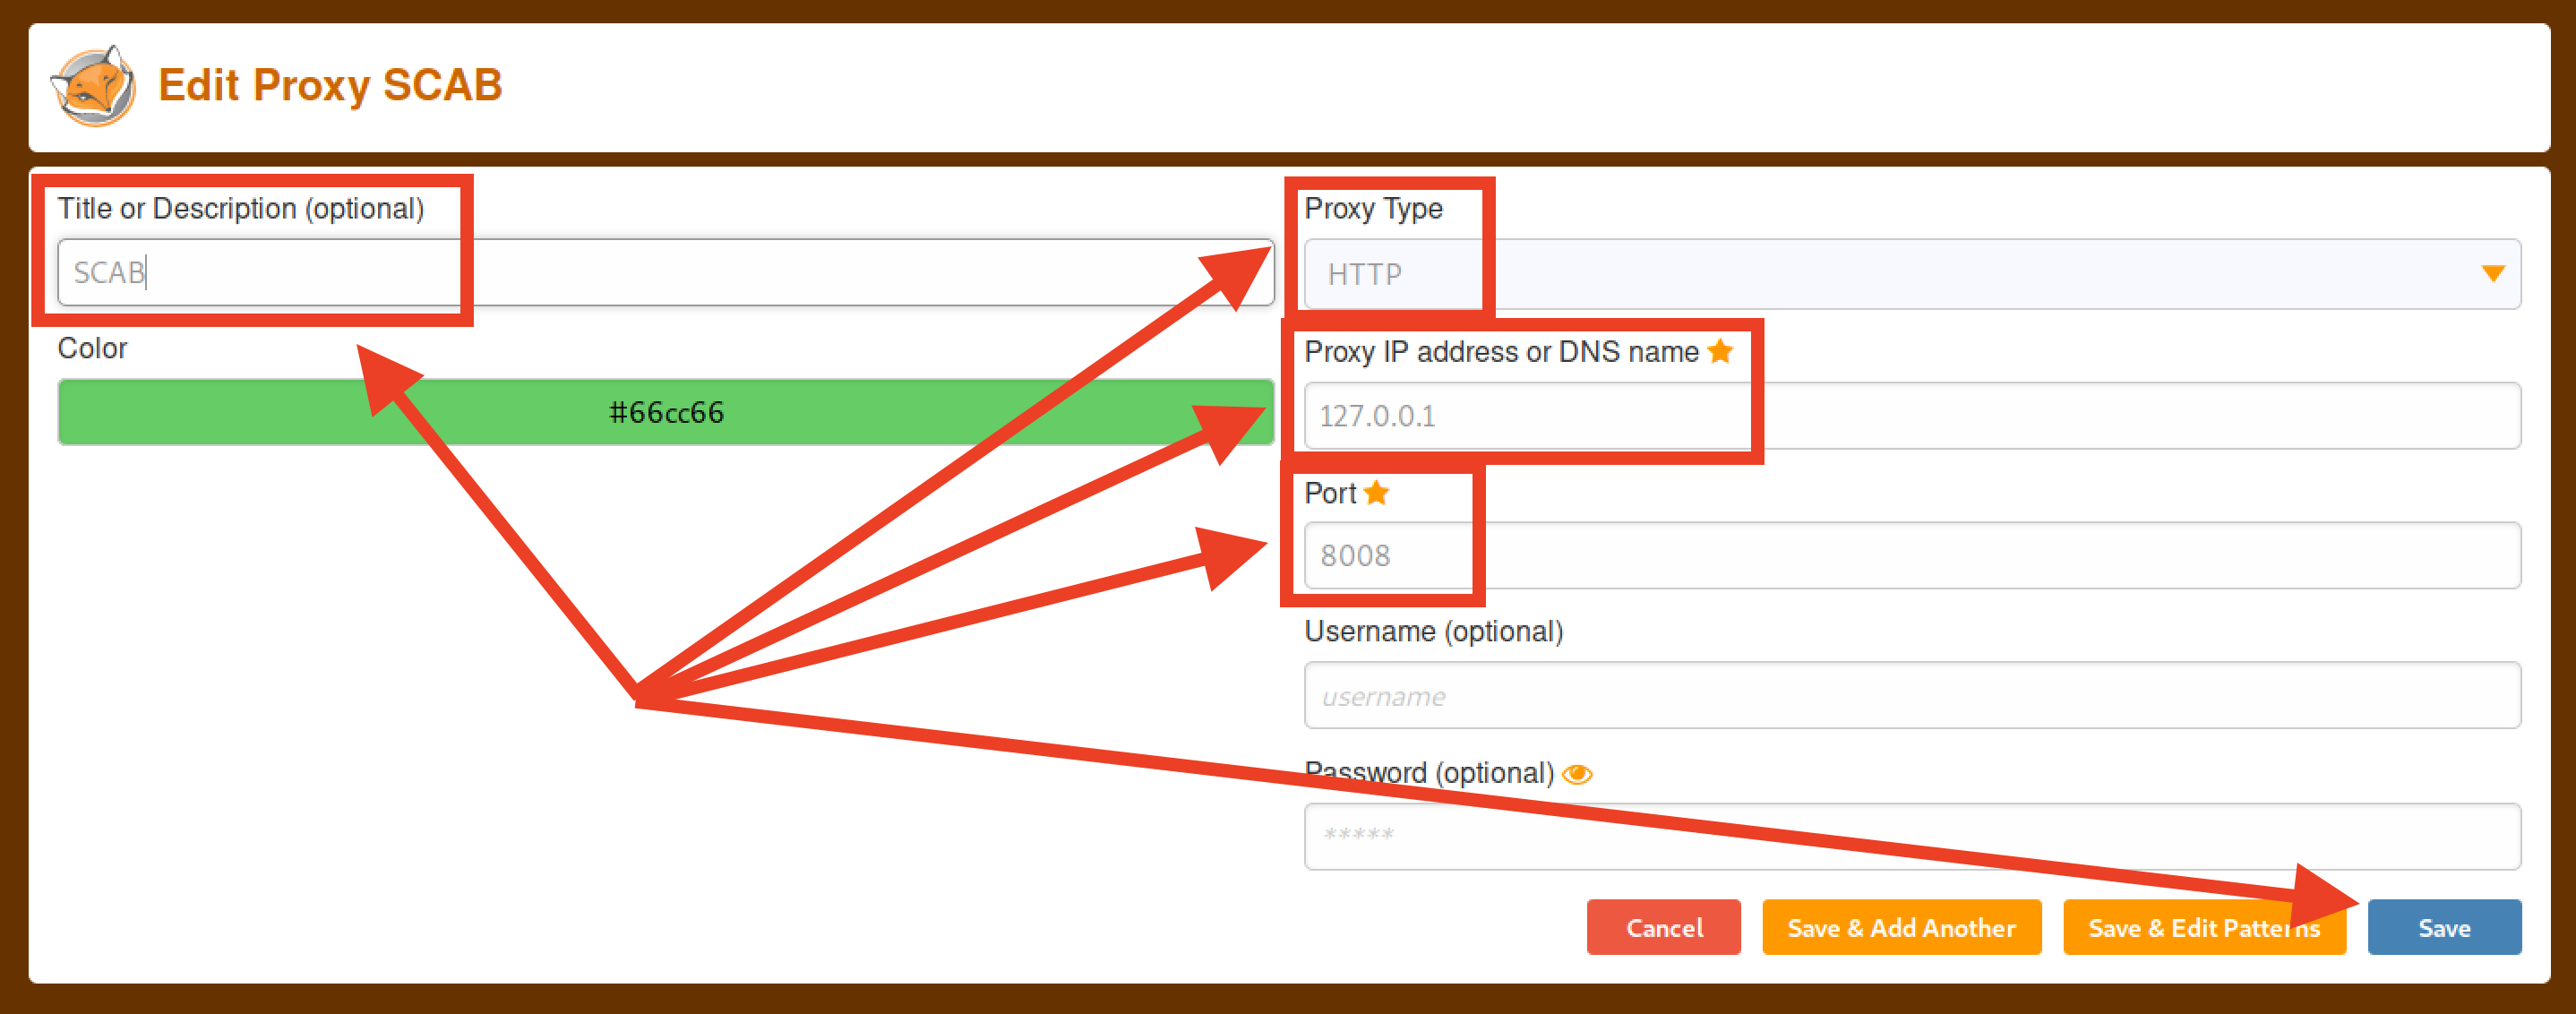 Edit Proxy SCAB
Title or Description (optional)
SCAB
Color
#66cc66
Proxy Type
HTTP
Proxy IP address or DNS name
127.0.0.1
Port
8008
Username (optional)
username
Password (optional)
*****
Cancel
Save & Add Another
Save & Edit Patterns
Save